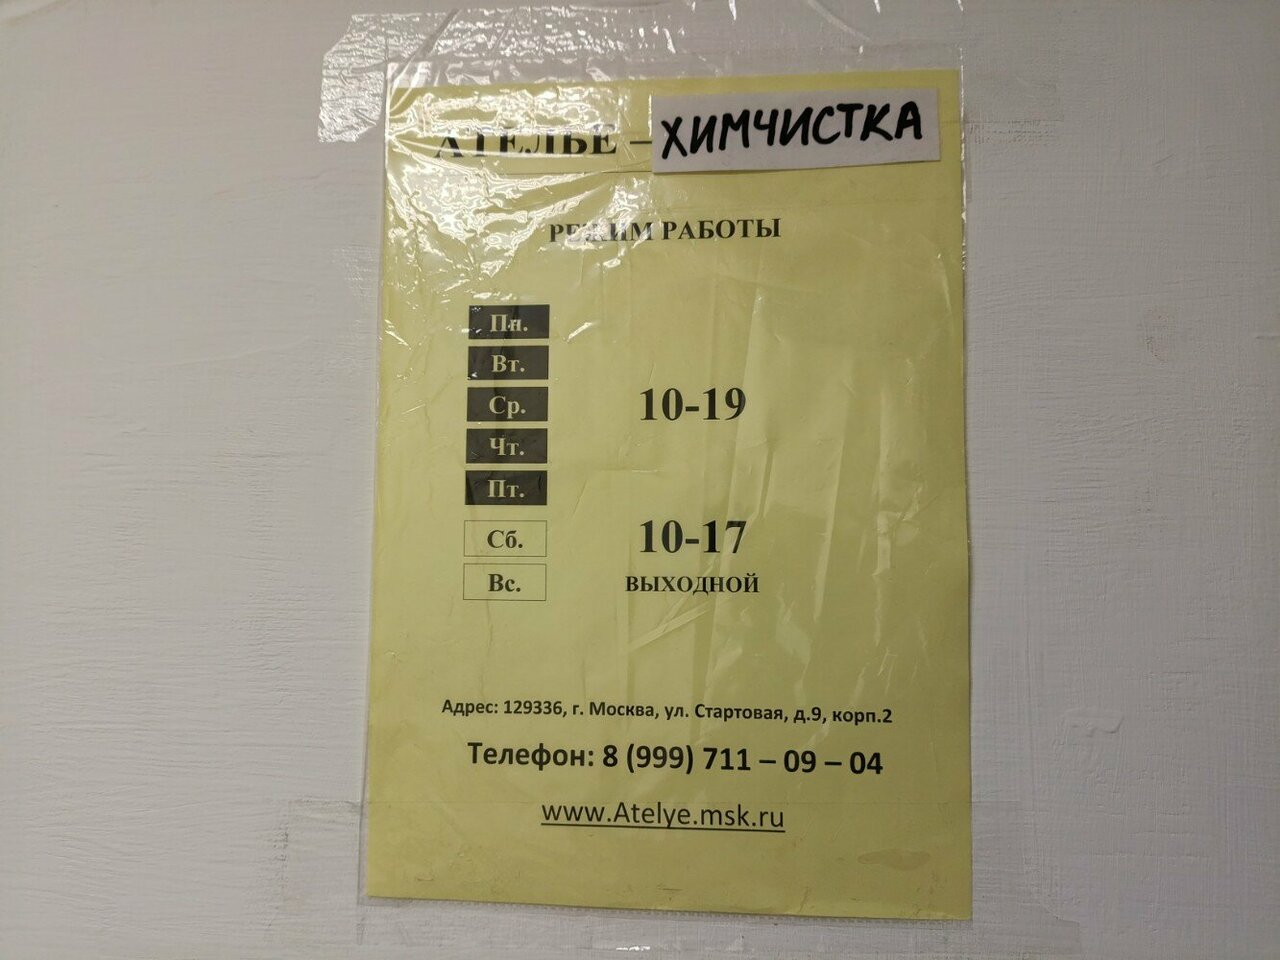 АТЕЛЬЕ – ХИМЧИСТКА
РЕЖИМ РАБОТЫ
Пн.
Вт.
Ср. 10-19
Чт.
Пт.
Сб. 10-17
Вс. ВЫХОДНОЙ
Адрес: 129336, г. Москва, ул. Стартовая, д.9, корп.2
Телефон: 8 (999) 711 – 09 – 04
www.Atelye.msk.ru